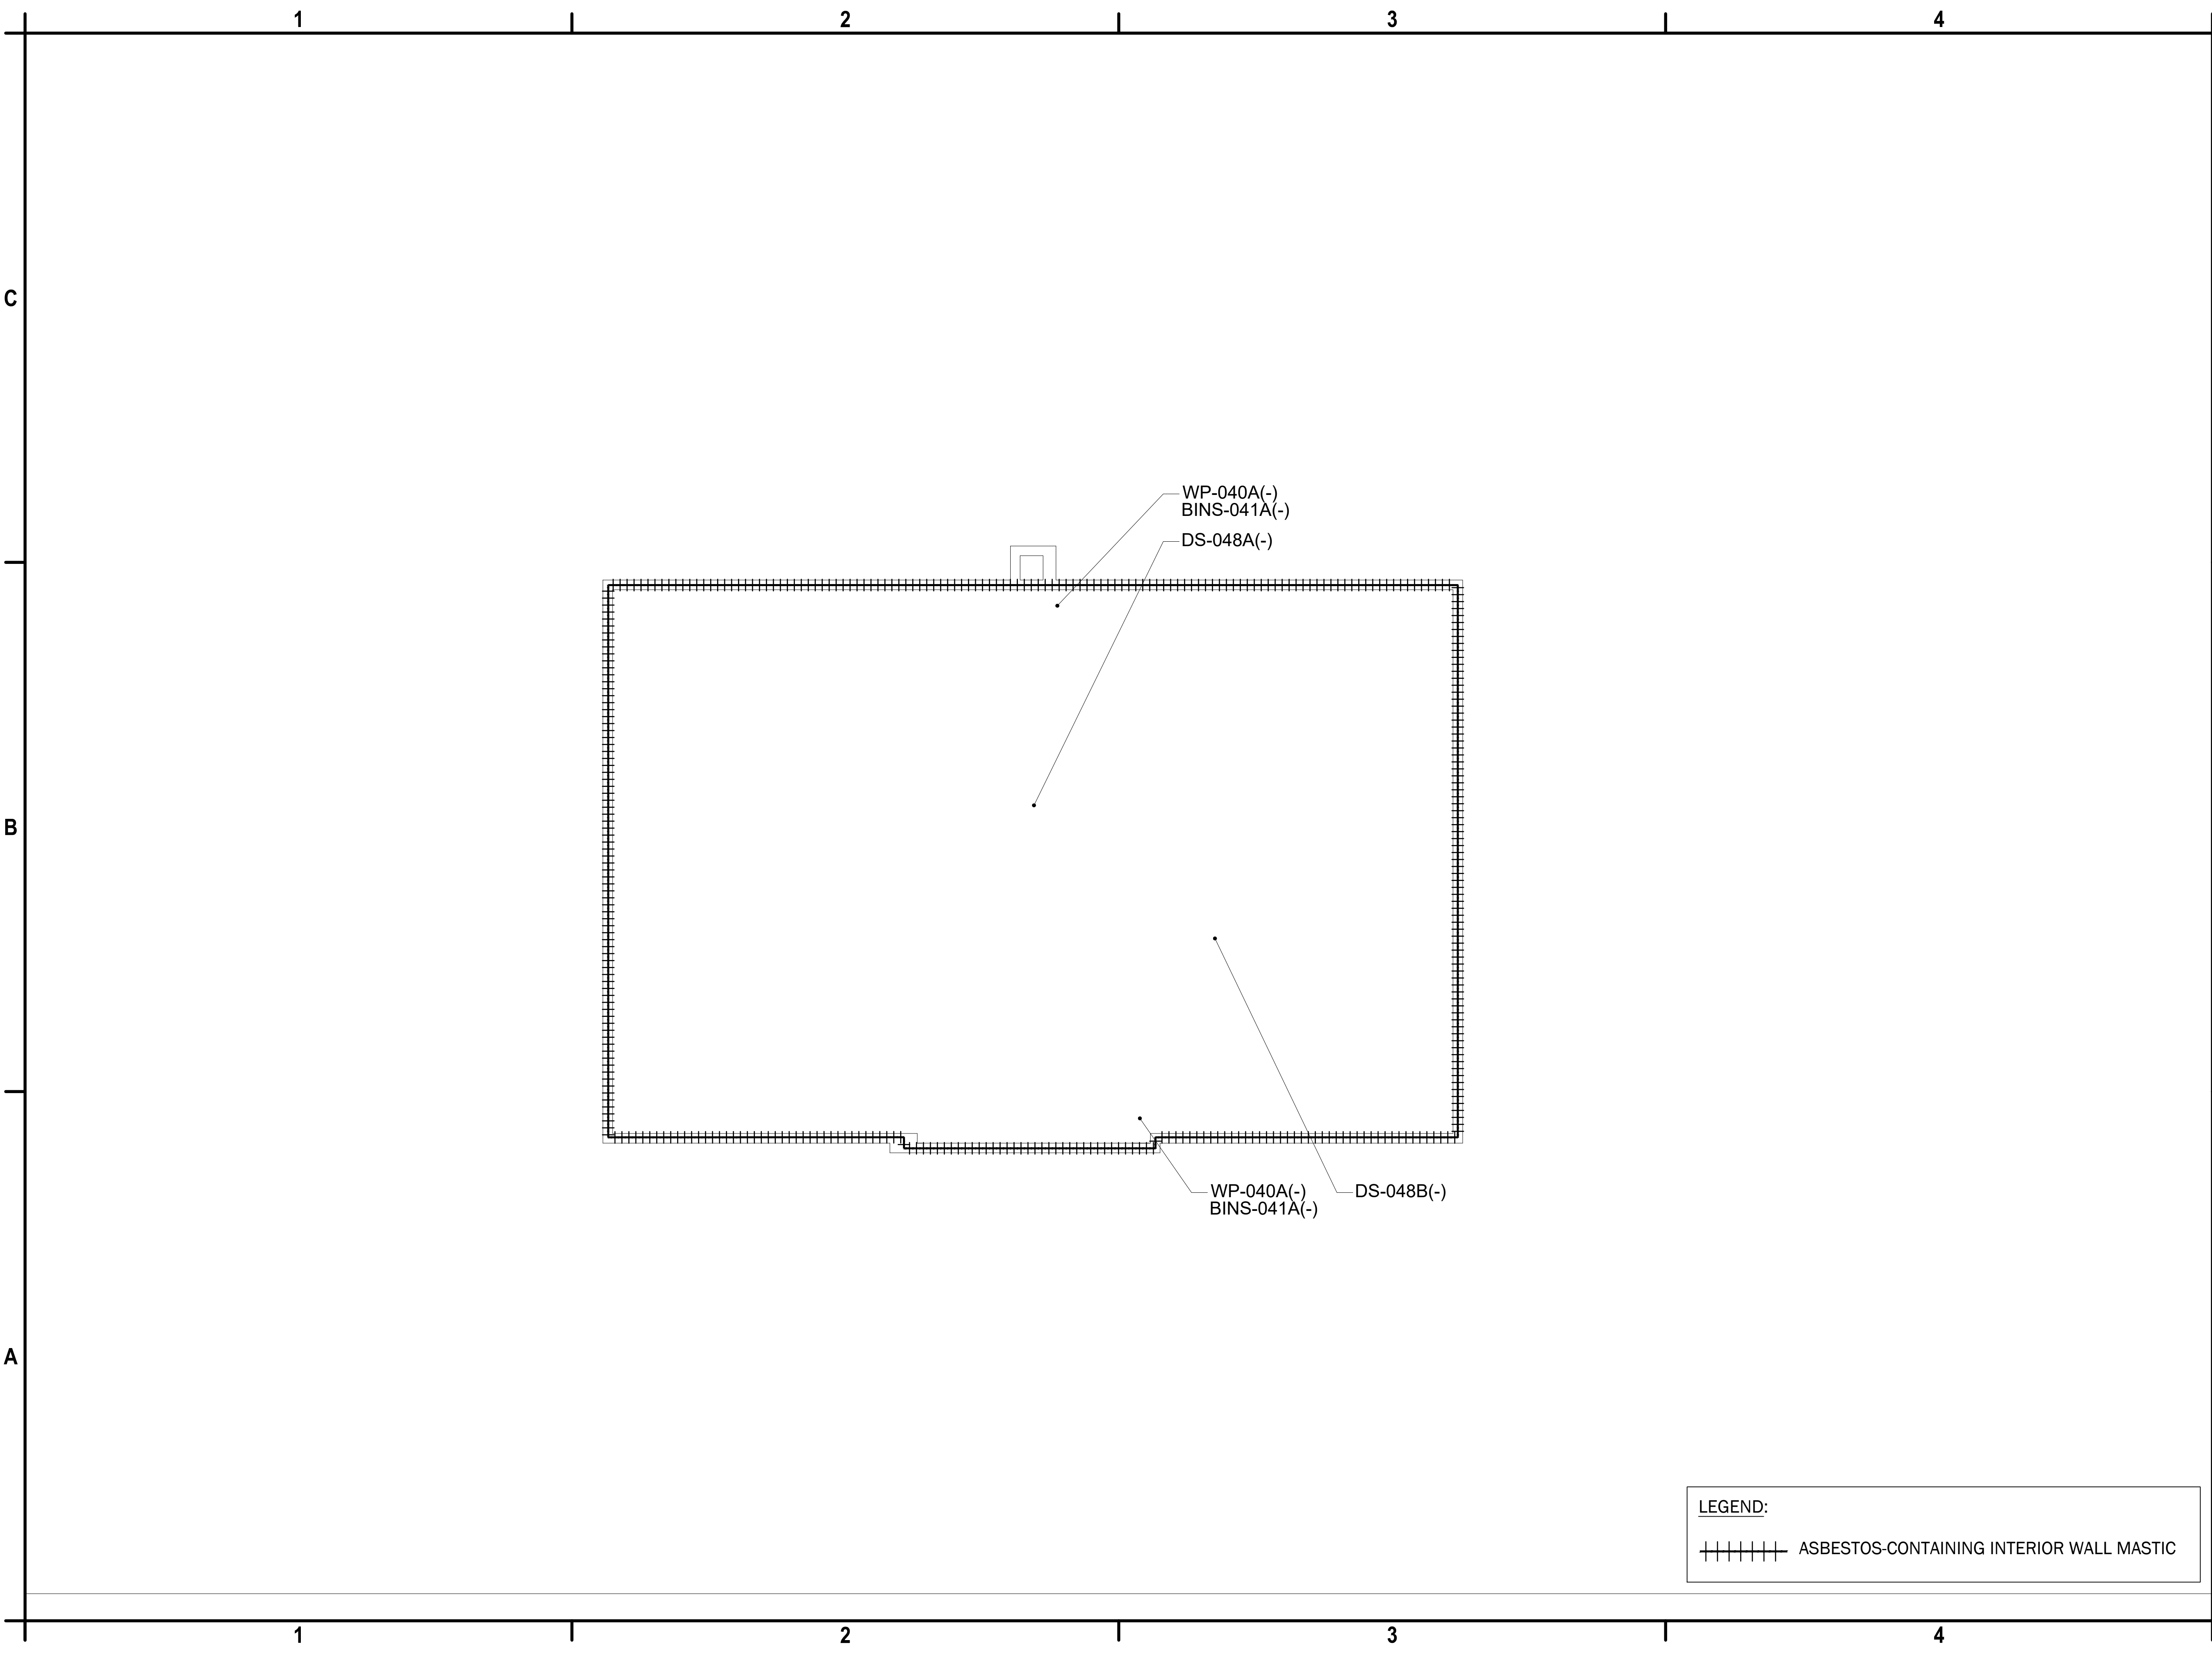 1 2 3 4
C
WP-040A(-)
BINS-041A(-)
DS-048A(-)
B
WP-040A(-) DS-048B(-)
BINS-041A(-)
A
LEGEND:
ASBESTOS-CONTAINING INTERIOR WALL MASTIC
1 2 3 4